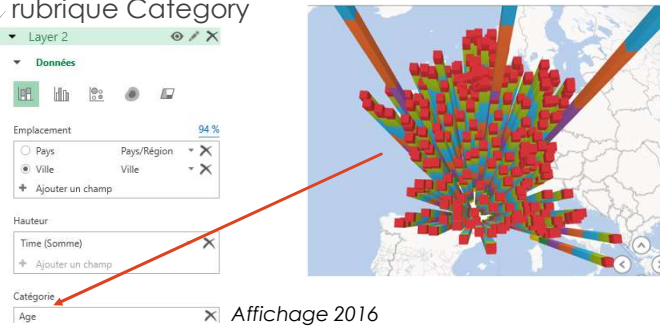 rubrique Category
Layer 2
Données
Emplacement 94 %
Pays Pays/Région
Ville Ville
+ Ajouter un champ
Hauteur
Time (Somme)
+ Ajouter un champ
Catégorie
Age
Affichage 2016